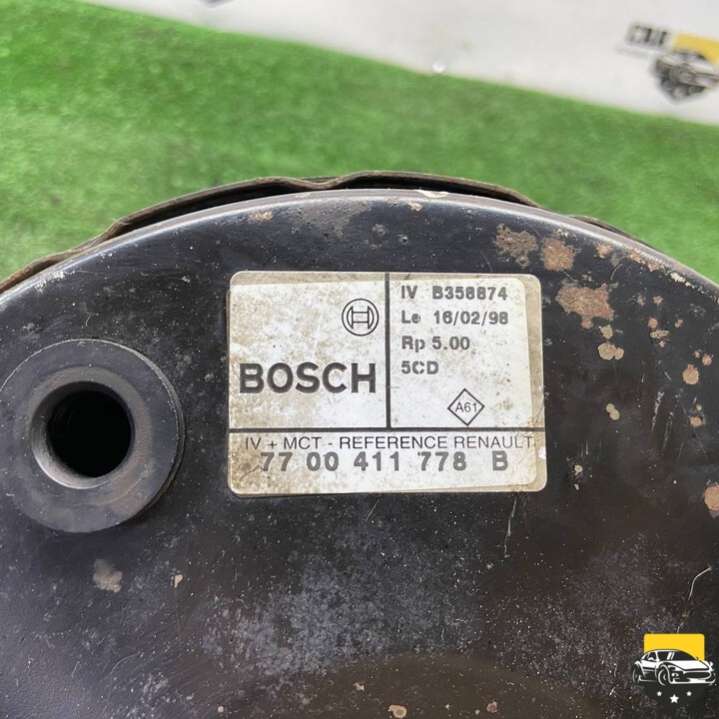 BOSCH
IV B358874
Le 16/02/98
Rp 5.00
5CD
A61
IV + MCT - REFERENCE RENAULT
77 00 411 778 B